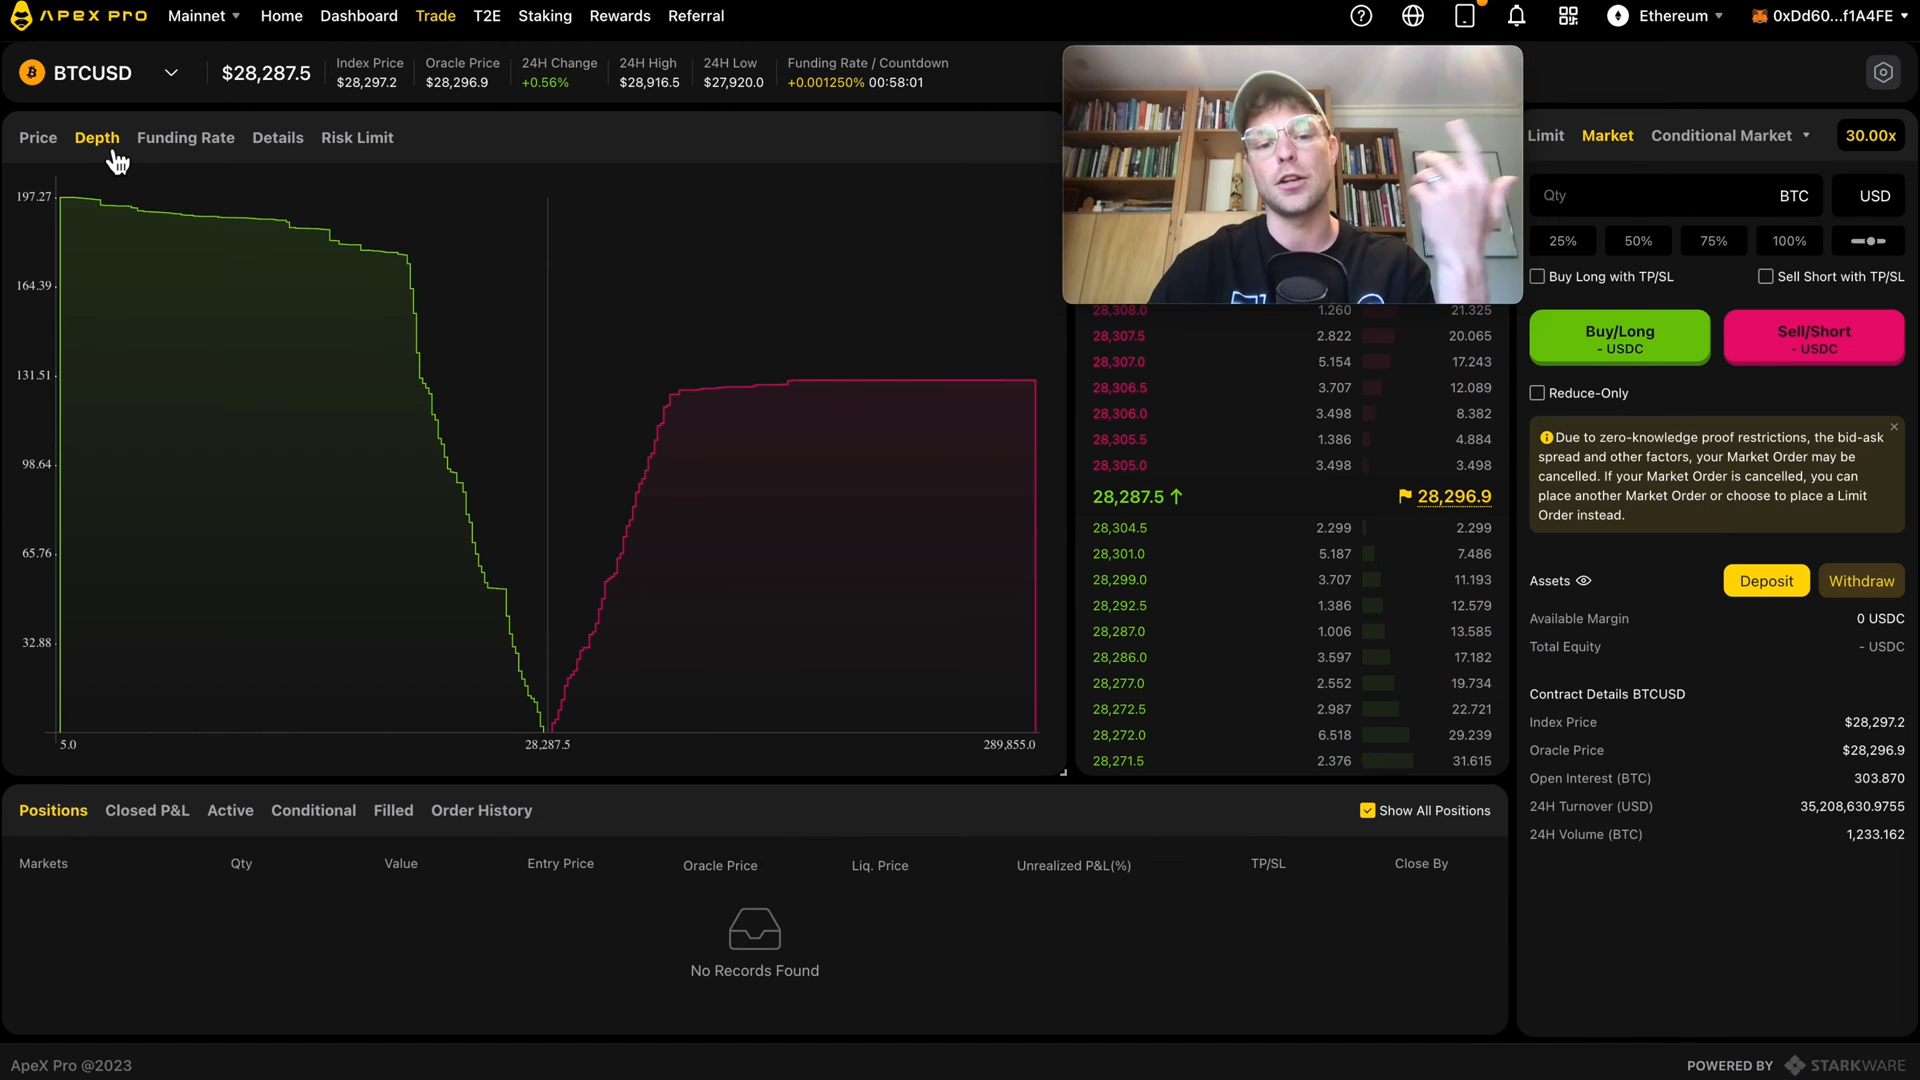 APEX PRO Mainnet Home Dashboard Trade T2E Staking Rewards Referral Ethereum 0xDd60...f1A4FE
BTCUSD $28,287.5
Index Price $28,297.2
Oracle Price $28,296.9
24H Change +0.56%
24H High $28,916.5
24H Low $27,920.0
Funding Rate / Countdown +0.001250% 00:58:01
Price Depth Funding Rate Details Risk Limit
197.27
164.39
131.51
98.64
65.76
32.88
5.0 28,287.5 289,855.0
28,308.0 1.260 21.325
28,307.5 2.822 20.065
28,307.0 5.154 17.243
28,306.5 3.707 12.089
28,306.0 3.498 8.382
28,305.5 1.386 4.884
28,305.0 3.498 3.498
28,287.5 ↑ 28,296.9
28,304.5 2.299 2.299
28,301.0 5.187 7.486
28,299.0 3.707 11.193
28,292.5 1.386 12.579
28,287.0 1.006 13.585
28,286.0 3.597 17.182
28,277.0 2.552 19.734
28,272.5 2.987 22.721
28,272.0 6.518 29.239
28,271.5 2.376 31.615
Limit Market Conditional Market 30.00x
Qty BTC USD
25% 50% 75% 100%
Buy Long with TP/SL Sell Short with TP/SL
Buy/Long Sell/Short
- USDC - USDC
Reduce-Only
Due to zero-knowledge proof restrictions, the bid-ask
spread and other factors, your Market Order may be
cancelled. If your Market Order is cancelled, you can
place another Market Order or choose to place a Limit
Order instead.
Assets Deposit Withdraw
Available Margin 0 USDC
Total Equity - USDC
Contract Details BTCUSD
Index Price $28,297.2
Oracle Price $28,296.9
Open Interest (BTC) 303.870
24H Turnover (USD) 35,208,630.9755
24H Volume (BTC) 1,233.162
Positions Closed P&L Active Conditional Filled Order History Show All Positions
Markets Qty Value Entry Price Oracle Price Liq. Price Unrealized P&L(%) TP/SL Close By
No Records Found
ApeX Pro @2023 POWERED BY STARKWARE